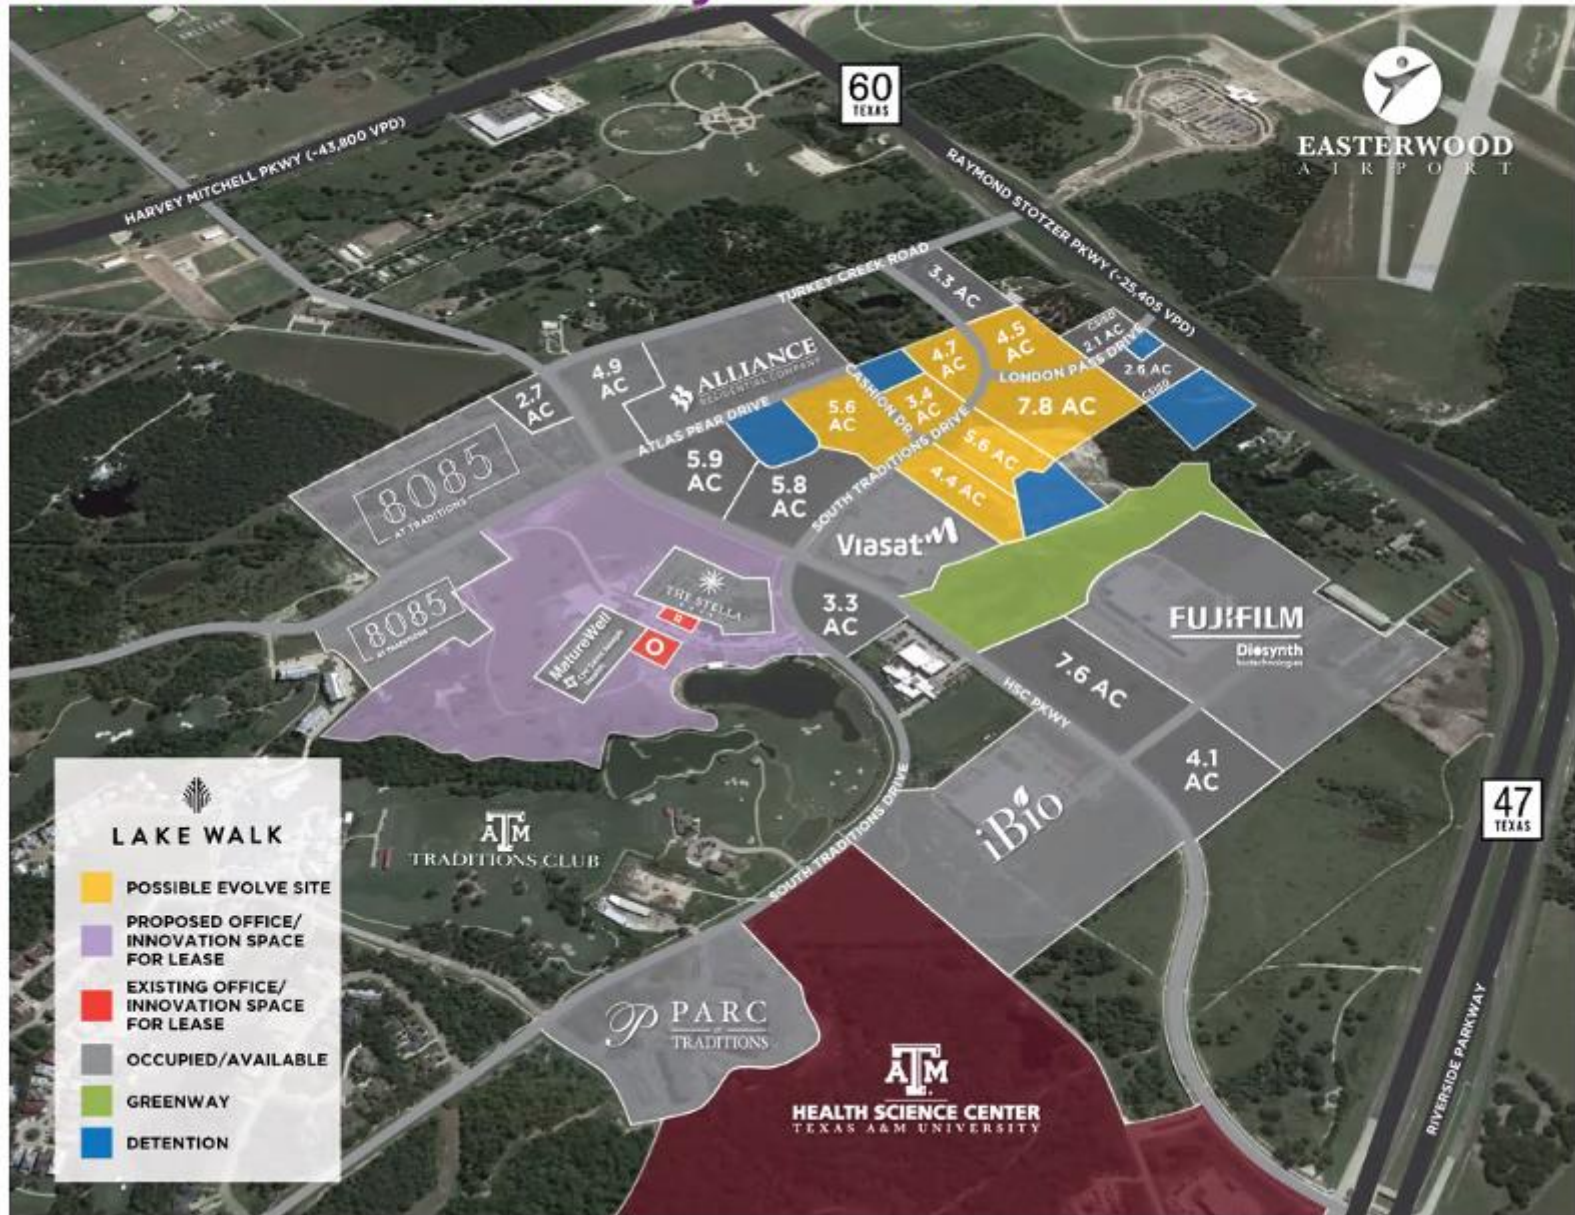 60
TEXAS
EASTERWOOD
AIRPORT
HARVEY MITCHELL PKWY (~43,800 VPD)
RAYMOND STOTZER PKWY (~25,405 VPD)
TURKEY CREEK ROAD
3.3 AC
4.5
AC
4.7
AC
2.1 AC
LONDON PASS DRIVE
2.6 AC
7.8 AC
4.9
AC
2.7
AC
ALLIANCE
RESIDENTIAL COMPANY
ATLAS PEAR DRIVE
CASHION DR
5.6
AC
3.4
AC
5.6 AC
4.4 AC
5.9
AC
5.8
AC
SOUTH TRADITIONS DRIVE
8085
AT TRADITIONS
8085
AT TRADITIONS
Viasat
THE STELLA
MatureWell
O
3.3
AC
FUJIFILM
Diosynth
biotechnologies
7.6 AC
HSC PKWY
4.1
AC
iBio
47
TEXAS
SOUTH TRADITIONS DRIVE
LAKE WALK
POSSIBLE EVOLVE SITE
PROPOSED OFFICE/
INNOVATION SPACE
FOR LEASE
EXISTING OFFICE/
INNOVATION SPACE
FOR LEASE
OCCUPIED/AVAILABLE
GREENWAY
DETENTION
ATM
TRADITIONS CLUB
P PARC
AT
TRADITIONS
ATM
HEALTH SCIENCE CENTER
TEXAS A&M UNIVERSITY
RIVERSIDE PARKWAY